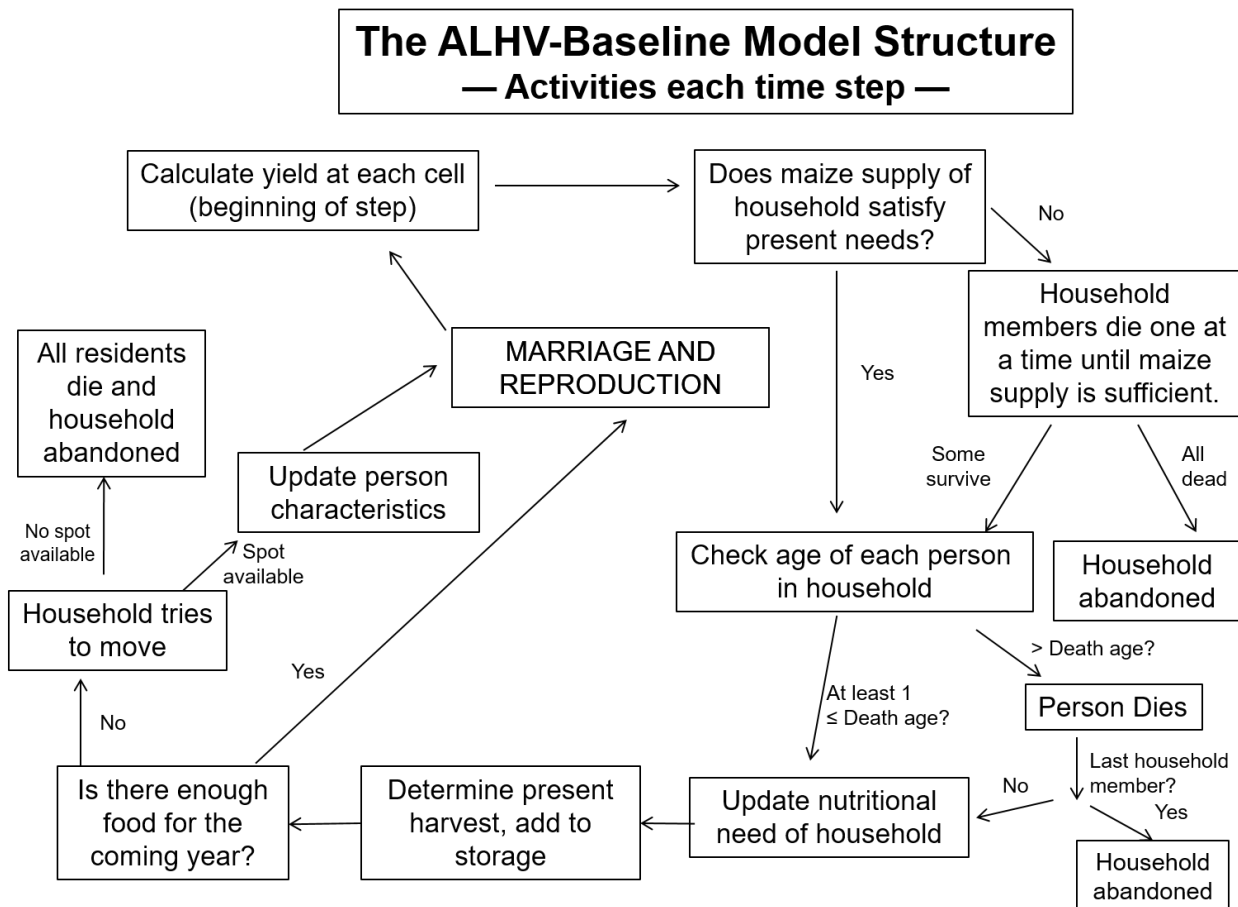 The ALHV-Baseline Model Structure
— Activities each time step —
Calculate yield at each cell
(beginning of step)
Does maize supply of
household satisfy
present needs?
No
Household
members die one at
a time until maize
supply is sufficient.
Yes
Some
survive
All
dead
Household
abandoned
Check age of each person
in household
> Death age?
Person Dies
At least 1
≤ Death age?
Last household
member?
No
Yes
Household
abandoned
Update nutritional
need of household
Determine present
harvest, add to
storage
Is there enough
food for the
coming year?
No
Yes
Household tries
to move
No spot
available
Spot
available
All residents
die and
household
abandoned
Update person
characteristics
MARRIAGE AND
REPRODUCTION